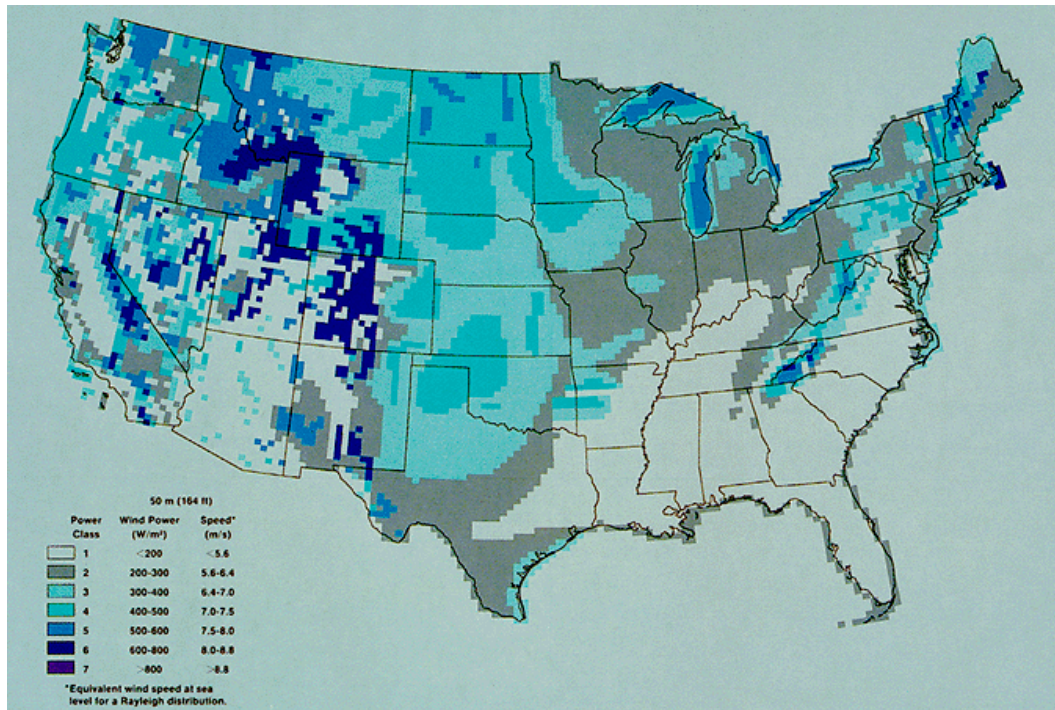 50 m (164 ft)
Power Wind Power Speed*
Class (W/m²) (m/s)
1 <200 <5.6
2 200-300 5.6-6.4
3 300-400 6.4-7.0
4 400-500 7.0-7.5
5 500-600 7.5-8.0
6 600-800 8.0-8.8
7 >800 >8.8
*Equivalent wind speed at sea
level for a Rayleigh distribution.